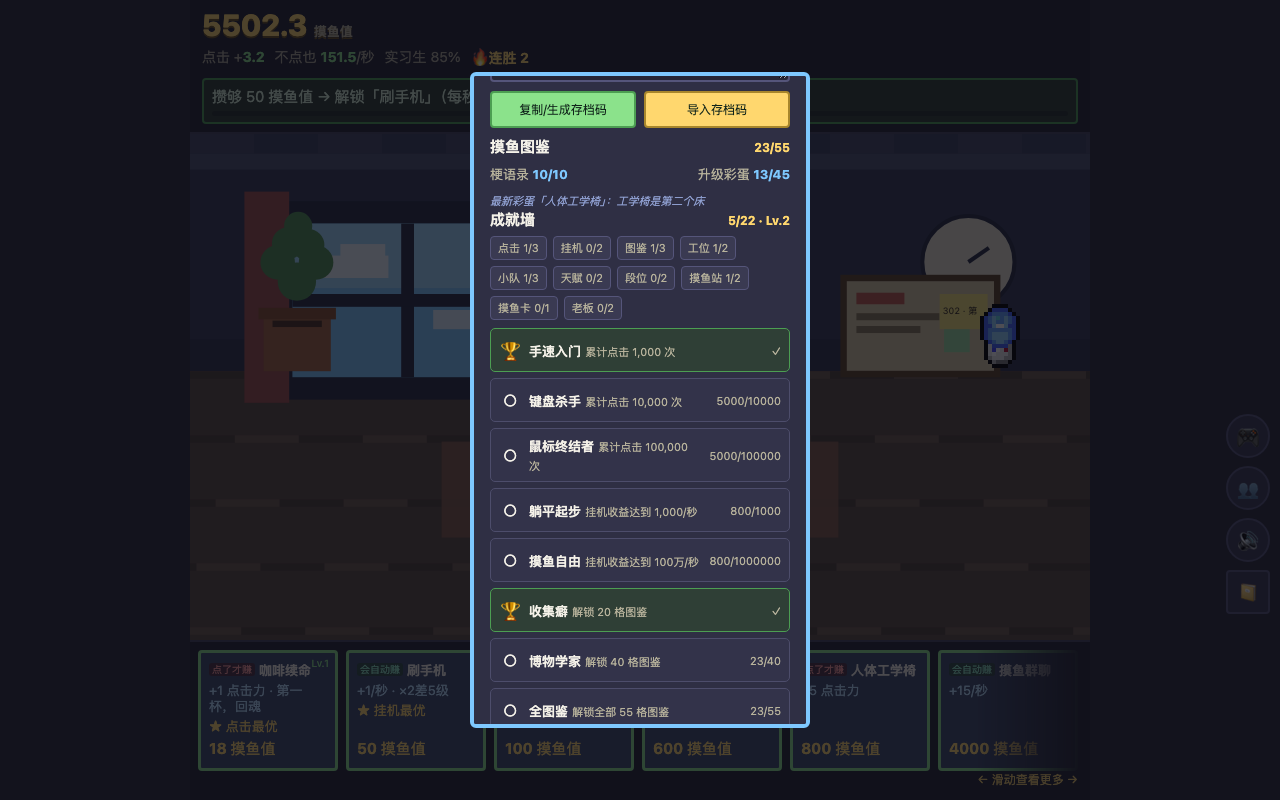 5502.3 摸鱼值
点击 +3.2 不点也 151.5/秒 实习生 85% 🔥连胜 2
攒够 50 摸鱼值 → 解锁「刷手机」（每秒
复制/生成存档码 导入存档码
摸鱼图鉴 23/55
梗语录 10/10 升级彩蛋 13/45
最新彩蛋「人体工学椅」：工学椅是第二个床
成就墙 5/22 · Lv.2
点击 1/3 挂机 0/2 图鉴 1/3 工位 1/2
小队 1/3 天赋 0/2 段位 0/2 摸鱼站 1/2
摸鱼卡 0/1 老板 0/2
🏆 手速入门 累计点击 1,000 次 ✓
键盘杀手 累计点击 10,000 次 5000/10000
鼠标终结者 累计点击 100,000
次 5000/100000
躺平起步 挂机收益达到 1,000/秒 800/1000
摸鱼自由 挂机收益达到 100万/秒 800/1000000
🏆 收集癖 解锁 20 格图鉴 ✓
博物学家 解锁 40 格图鉴 23/40
全图鉴 解锁全部 55 格图鉴 23/55
302 · 第
点了才赚 咖啡续命 Lv.1
+1 点击力 · 第一
杯，回魂
★ 点击最优
18 摸鱼值
会自动赚 刷手机
+1/秒 · ×2差5级
★ 挂机最优
50 摸鱼值
100 摸鱼值
600 摸鱼值
点了才赚 人体工学椅
5 点击力
800 摸鱼值
会自动赚 摸鱼群聊
+15/秒
4000 摸鱼值
← 滑动查看更多 →